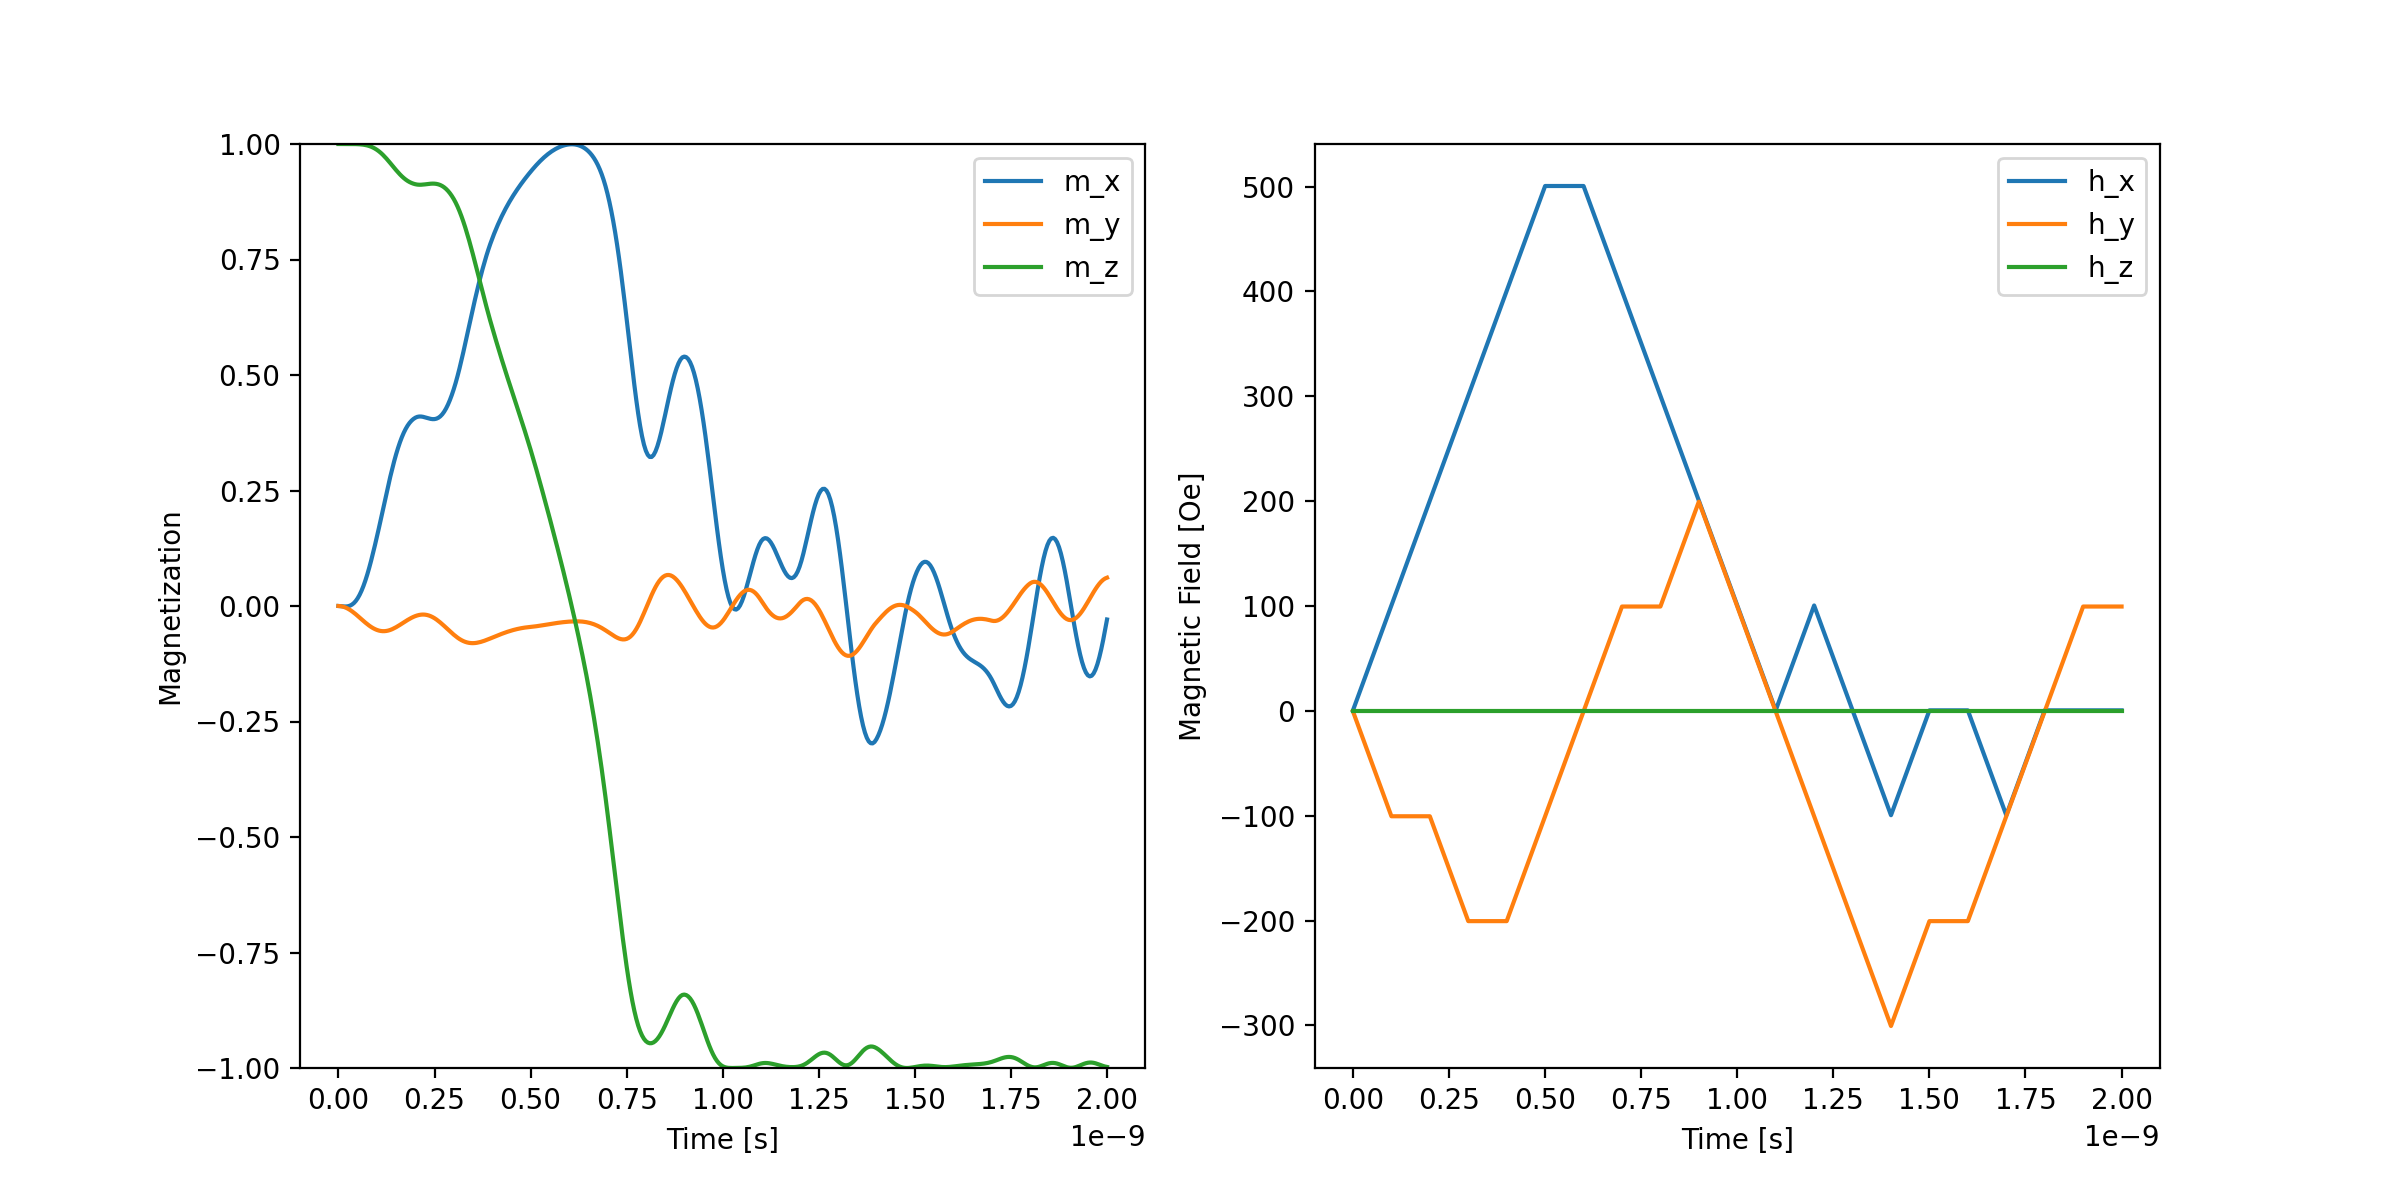 Magnetization
1.00
0.75
0.50
0.25
0.00
−0.25
−0.50
−0.75
−1.00
0.00 0.25 0.50 0.75 1.00 1.25 1.50 1.75 2.00
Time [s]
1e−9
m_x
m_y
m_z
Magnetic Field [Oe]
500
400
300
200
100
0
−100
−200
−300
0.00 0.25 0.50 0.75 1.00 1.25 1.50 1.75 2.00
Time [s]
1e−9
h_x
h_y
h_z